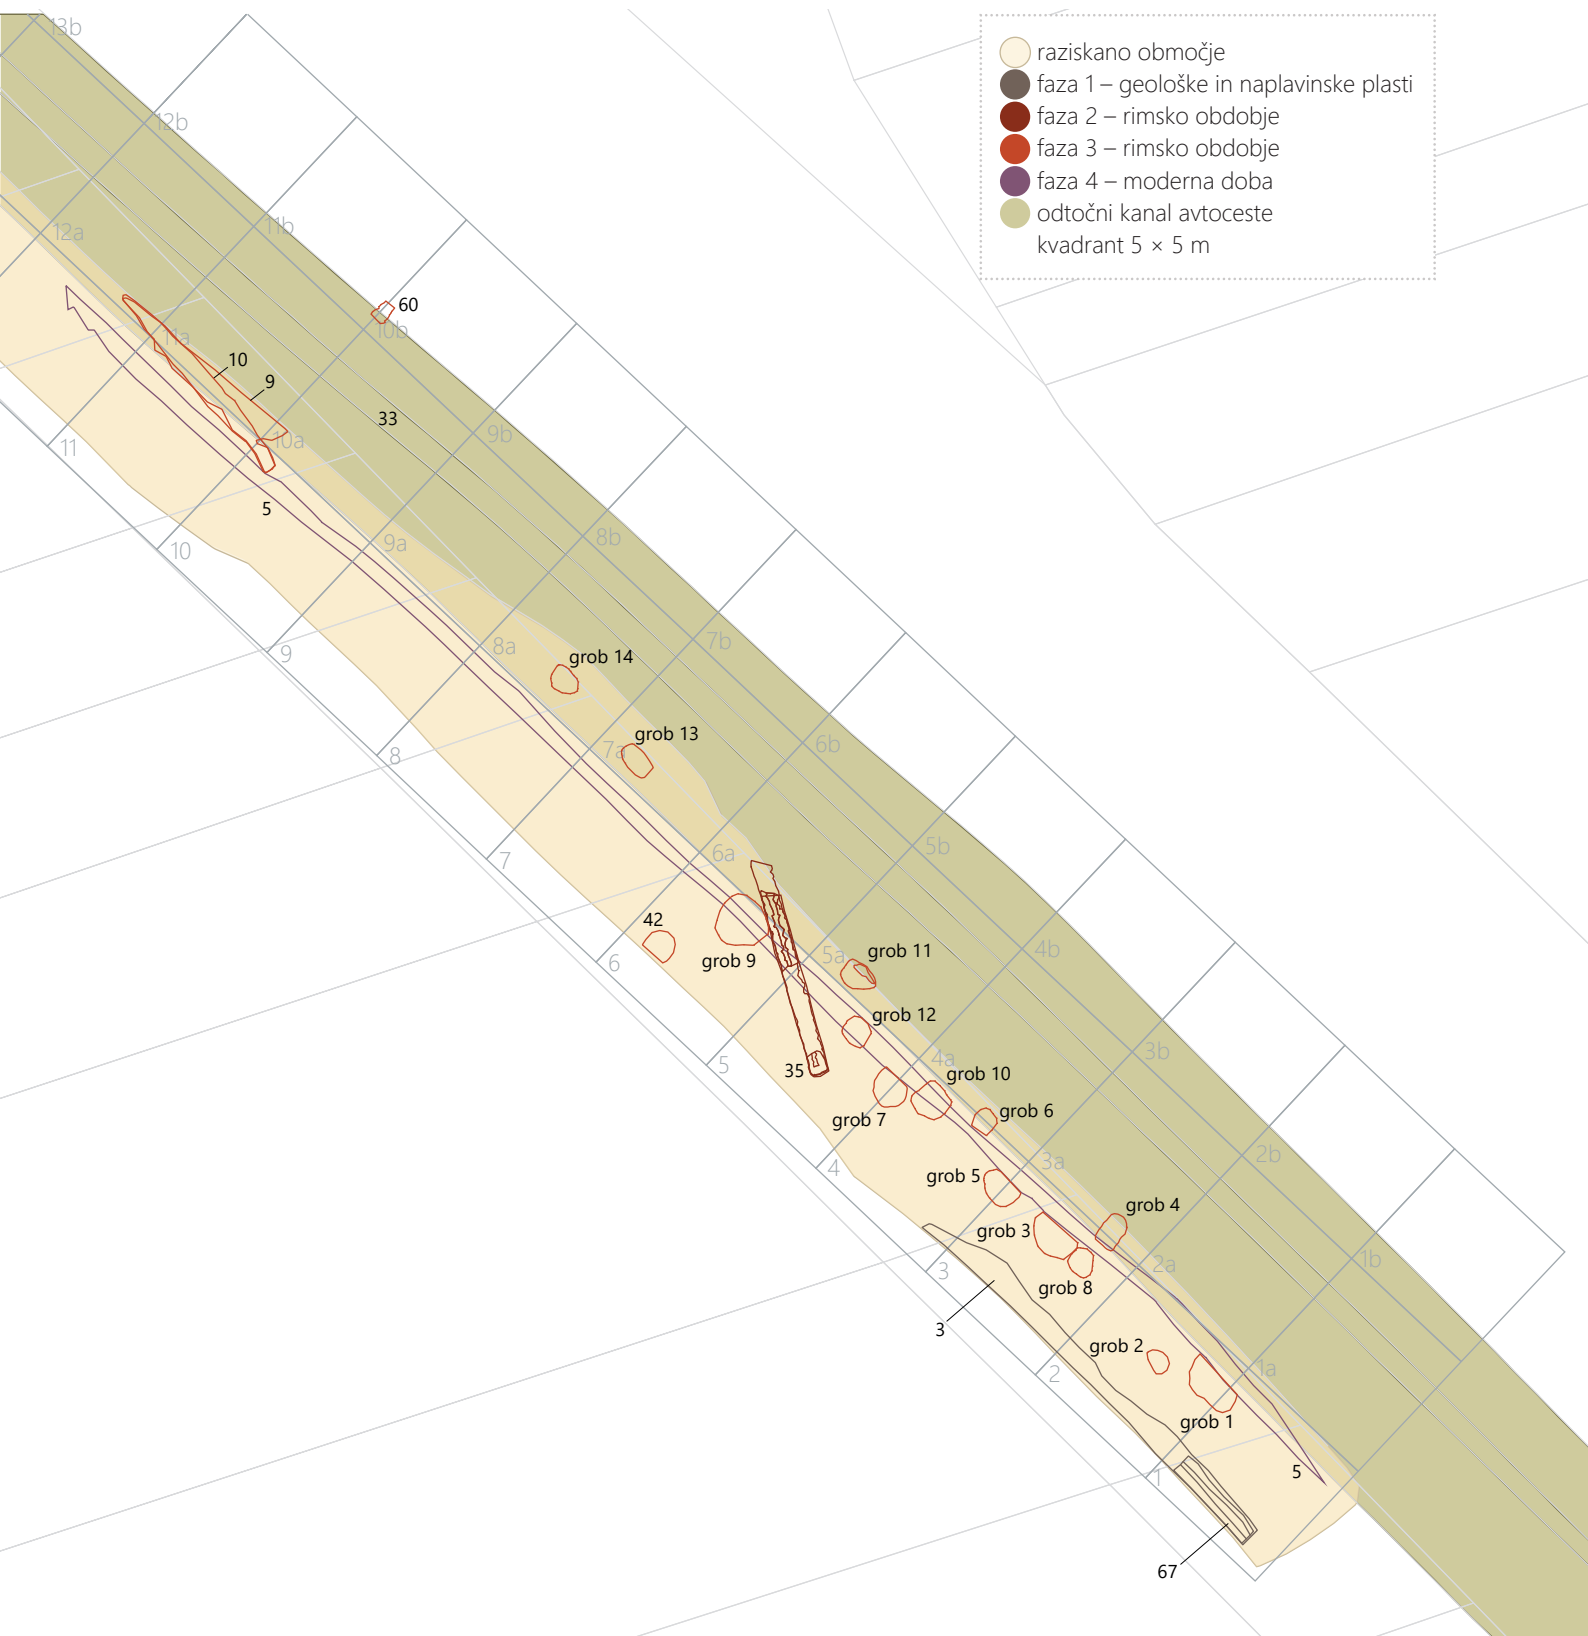 raziskano območje
faza 1 – geološke in naplavinske plasti
faza 2 – rimsko obdobje
faza 3 – rimsko obdobje
faza 4 – moderna doba
odtočni kanal avtoceste
kvadrant 5 × 5 m
13b
12b
12a
11b
60
10b
11a
10
9
33
9b
10a
11
5
8b
9a
10
7b
8a
9
grob 14
grob 13
6b
7a
8
5b
6a
7
42
grob 9
grob 11
4b
5a
6
grob 12
3b
4a
5
35
grob 10
grob 7
grob 6
2b
3a
4
grob 5
grob 4
grob 3
1b
2a
3
grob 8
3
grob 2
1a
2
grob 1
5
1
67